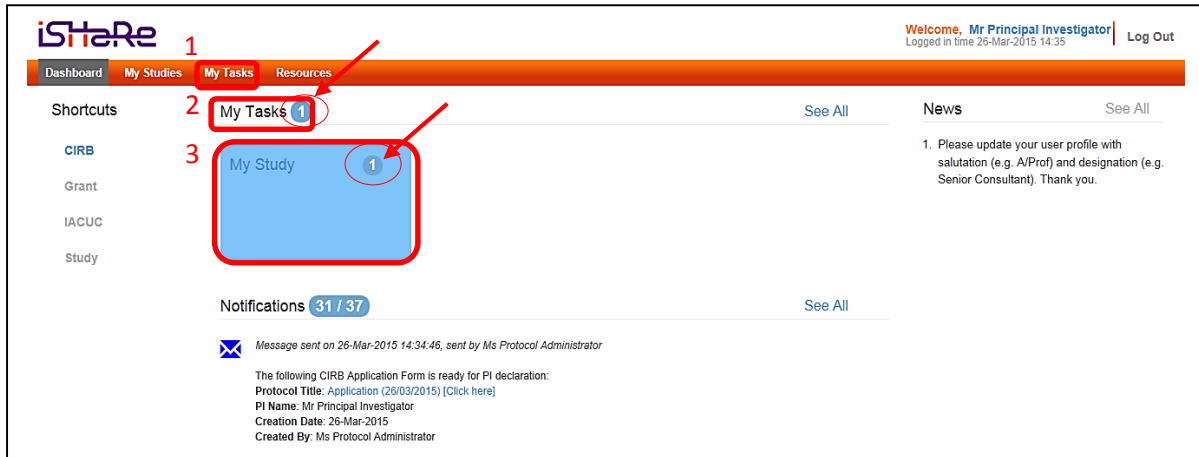 iSHaRe
Welcome, Mr Principal Investigator
Logged in time 26-Mar-2015 14:35
Log Out
1
Dashboard My Studies My Tasks Resources
Shortcuts
CIRB
Grant
IACUC
Study
2
My Tasks 1
See All
3
My Study 1
News See All
1. Please update your user profile with
salutation (e.g. A/Prof) and designation (e.g.
Senior Consultant). Thank you.
Notifications 31 / 37
See All
Message sent on 26-Mar-2015 14:34:46, sent by Ms Protocol Administrator
The following CIRB Application Form is ready for PI declaration:
Protocol Title: Application (26/03/2015) [Click here]
PI Name: Mr Principal Investigator
Creation Date: 26-Mar-2015
Created By: Ms Protocol Administrator